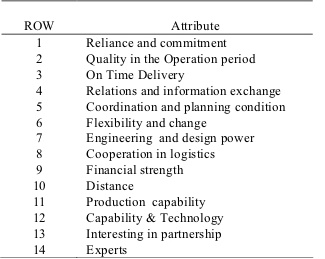 ROW Attribute
1 Reliance and commitment
2 Quality in the Operation period
3 On Time Delivery
4 Relations and information exchange
5 Coordination and planning condition
6 Flexibility and change
7 Engineering and design power
8 Cooperation in logistics
9 Financial strength
10 Distance
11 Production capability
12 Capability & Technology
13 Interesting in partnership
14 Experts